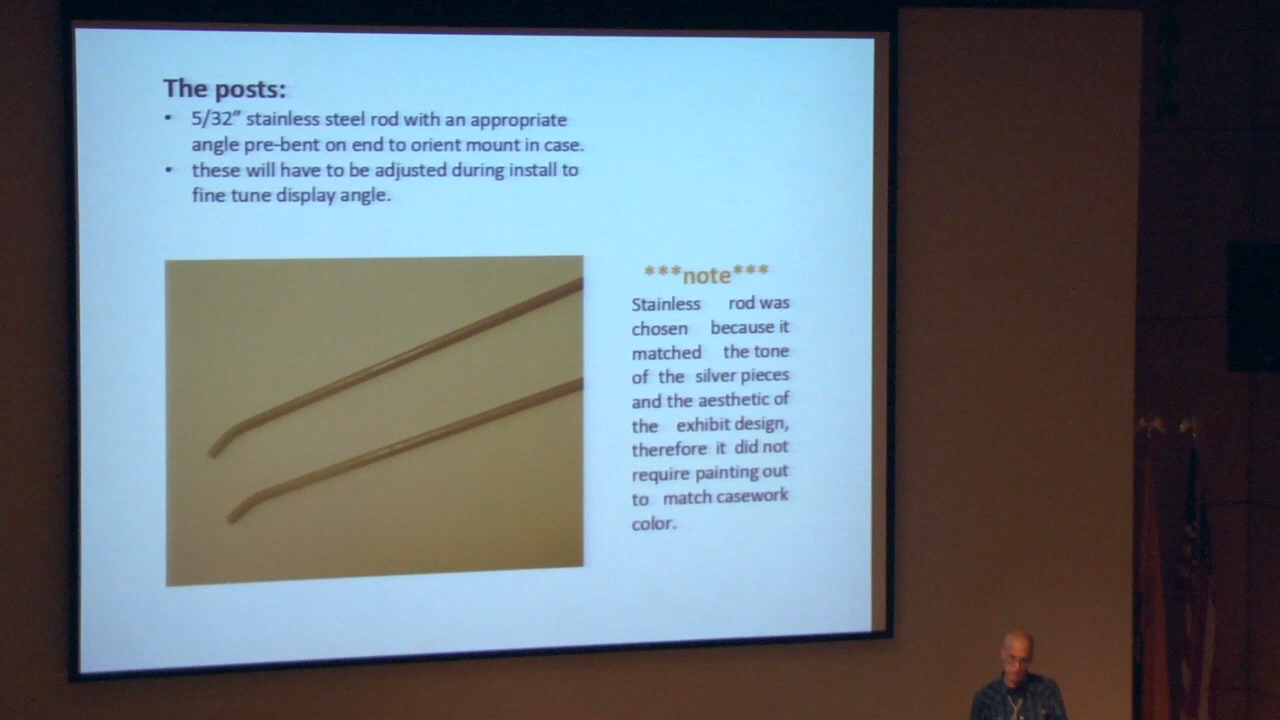 The posts:
• 5/32” stainless steel rod with an appropriate
angle pre-bent on end to orient mount in case.
• these will have to be adjusted during install to
fine tune display angle.
***note***
Stainless rod was
chosen because it
matched the tone
of the silver pieces
and the aesthetic of
the exhibit design,
therefore it did not
require painting out
to match casework
color.